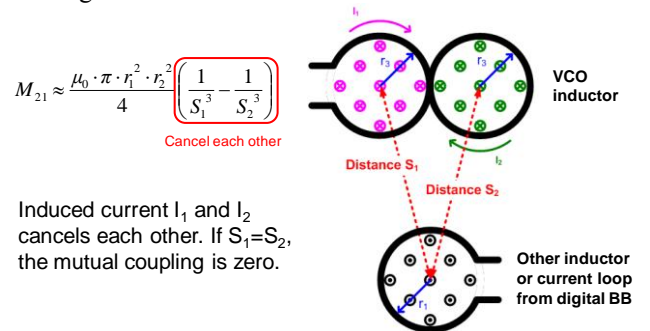 I₁
r₃
r₃
VCO
inductor
M₂₁ ≈ (μ₀ · π · r₁² · r₂²) / 4 (1/S₁³ − 1/S₂³)
Cancel each other
I₂
Distance S₁
Distance S₂
Induced current I₁ and I₂
cancels each other. If S₁=S₂,
the mutual coupling is zero.
r₁
Other inductor
or current loop
from digital BB